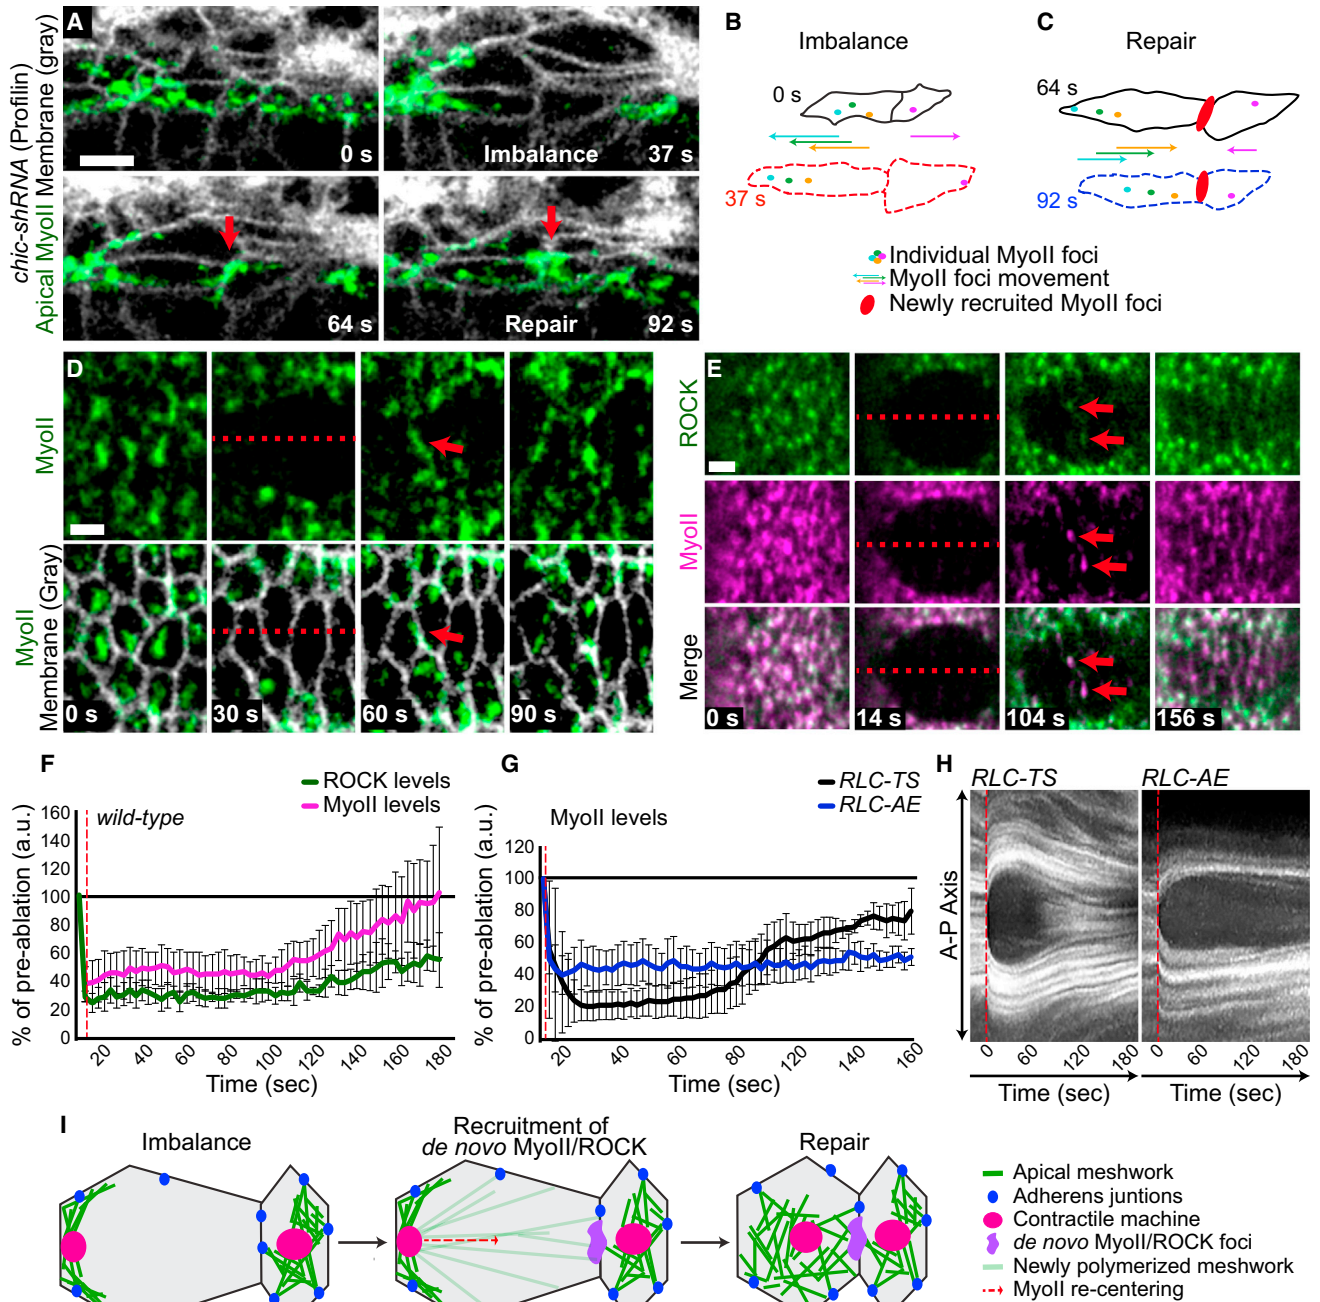 A
chic-shRNA (Profilin)
Apical MyoII Membrane (gray)
0 s
Imbalance 37 s
64 s
Repair 92 s
B
Imbalance
0 s
37 s
C
Repair
64 s
92 s
Individual MyoII foci
MyoII foci movement
Newly recruited MyoII foci
D
MyoII
MyoII
Membrane (Gray)
0 s
30 s
60 s
90 s
E
ROCK
MyoII
Merge
0 s
14 s
104 s
156 s
F
ROCK levels
MyoII levels
wild-type
% of pre-ablation (a.u.)
160
140
120
100
80
60
40
20
0
20 40 60 80 100 120 140 160 180
Time (sec)
G
RLC-TS
RLC-AE
MyoII levels
% of pre-ablation (a.u.)
120
100
80
60
40
20
0
20 40 60 80 100 120 140 160
Time (sec)
H
RLC-TS
RLC-AE
A-P Axis
0 60 120 180
0 60 120 180
Time (sec)
Time (sec)
I
Imbalance
Recruitment of
de novo MyoII/ROCK
Repair
Apical meshwork
Adherens juntions
Contractile machine
de novo MyoII/ROCK foci
Newly polymerized meshwork
MyoII re-centering